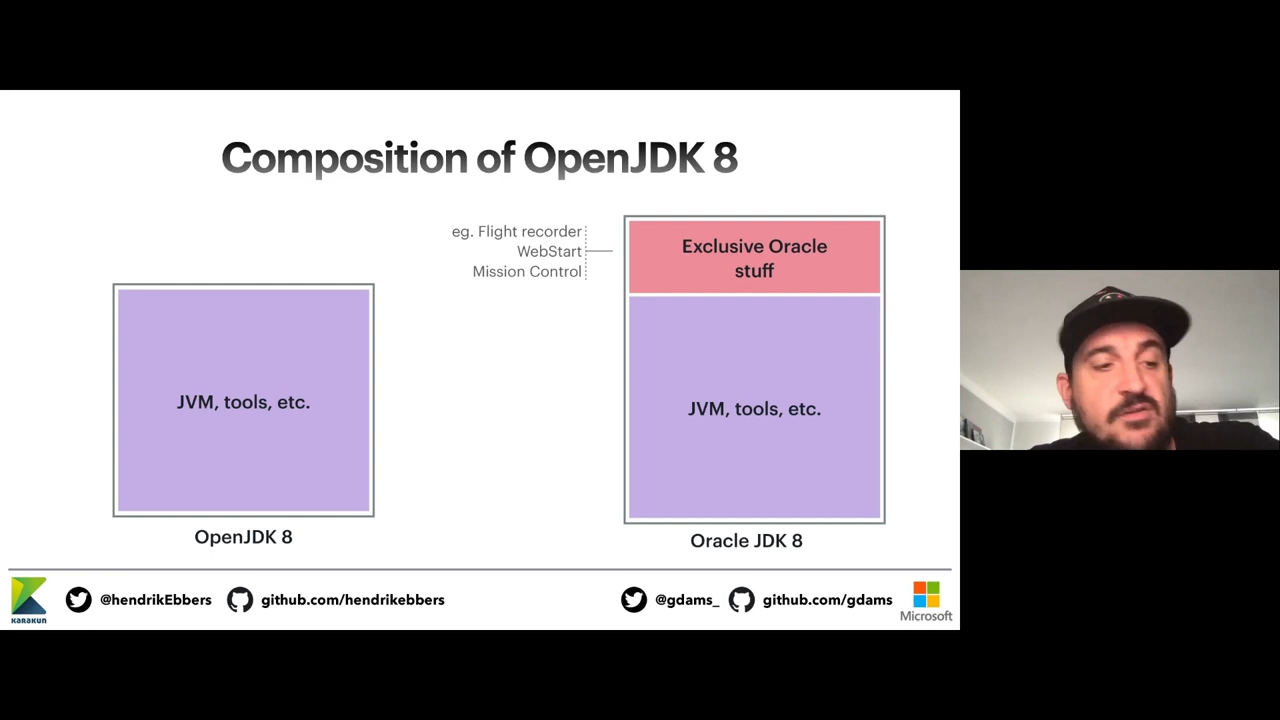 Composition of OpenJDK 8
eg. Flight recorder
WebStart
Mission Control
Exclusive Oracle
stuff
JVM, tools, etc.
JVM, tools, etc.
OpenJDK 8
Oracle JDK 8
KARAKUN
@hendrikEbbers
github.com/hendrikebbers
@gdams_
github.com/gdams
Microsoft